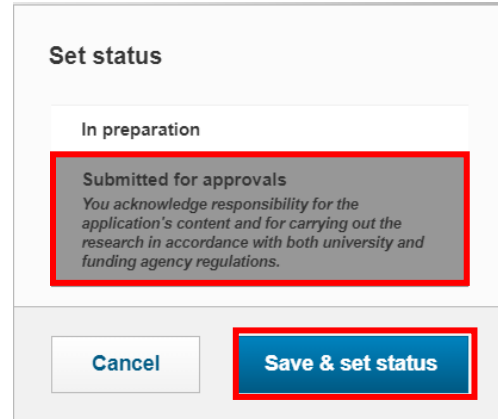 Set status
In preparation
Submitted for approvals
You acknowledge responsibility for the
application's content and for carrying out the
research in accordance with both university and
funding agency regulations.
Cancel
Save & set status